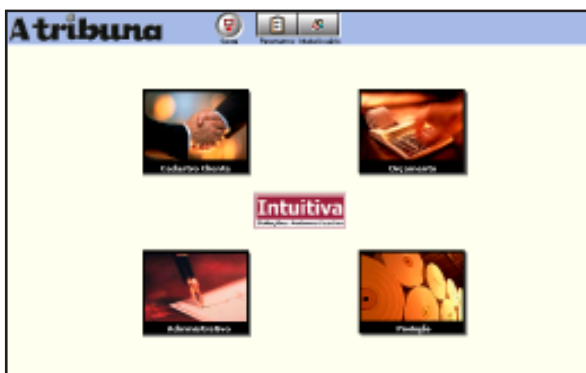 A tribuna
Cadastro Cliente
Orçamento
Intuitiva
Administrativo
Produção